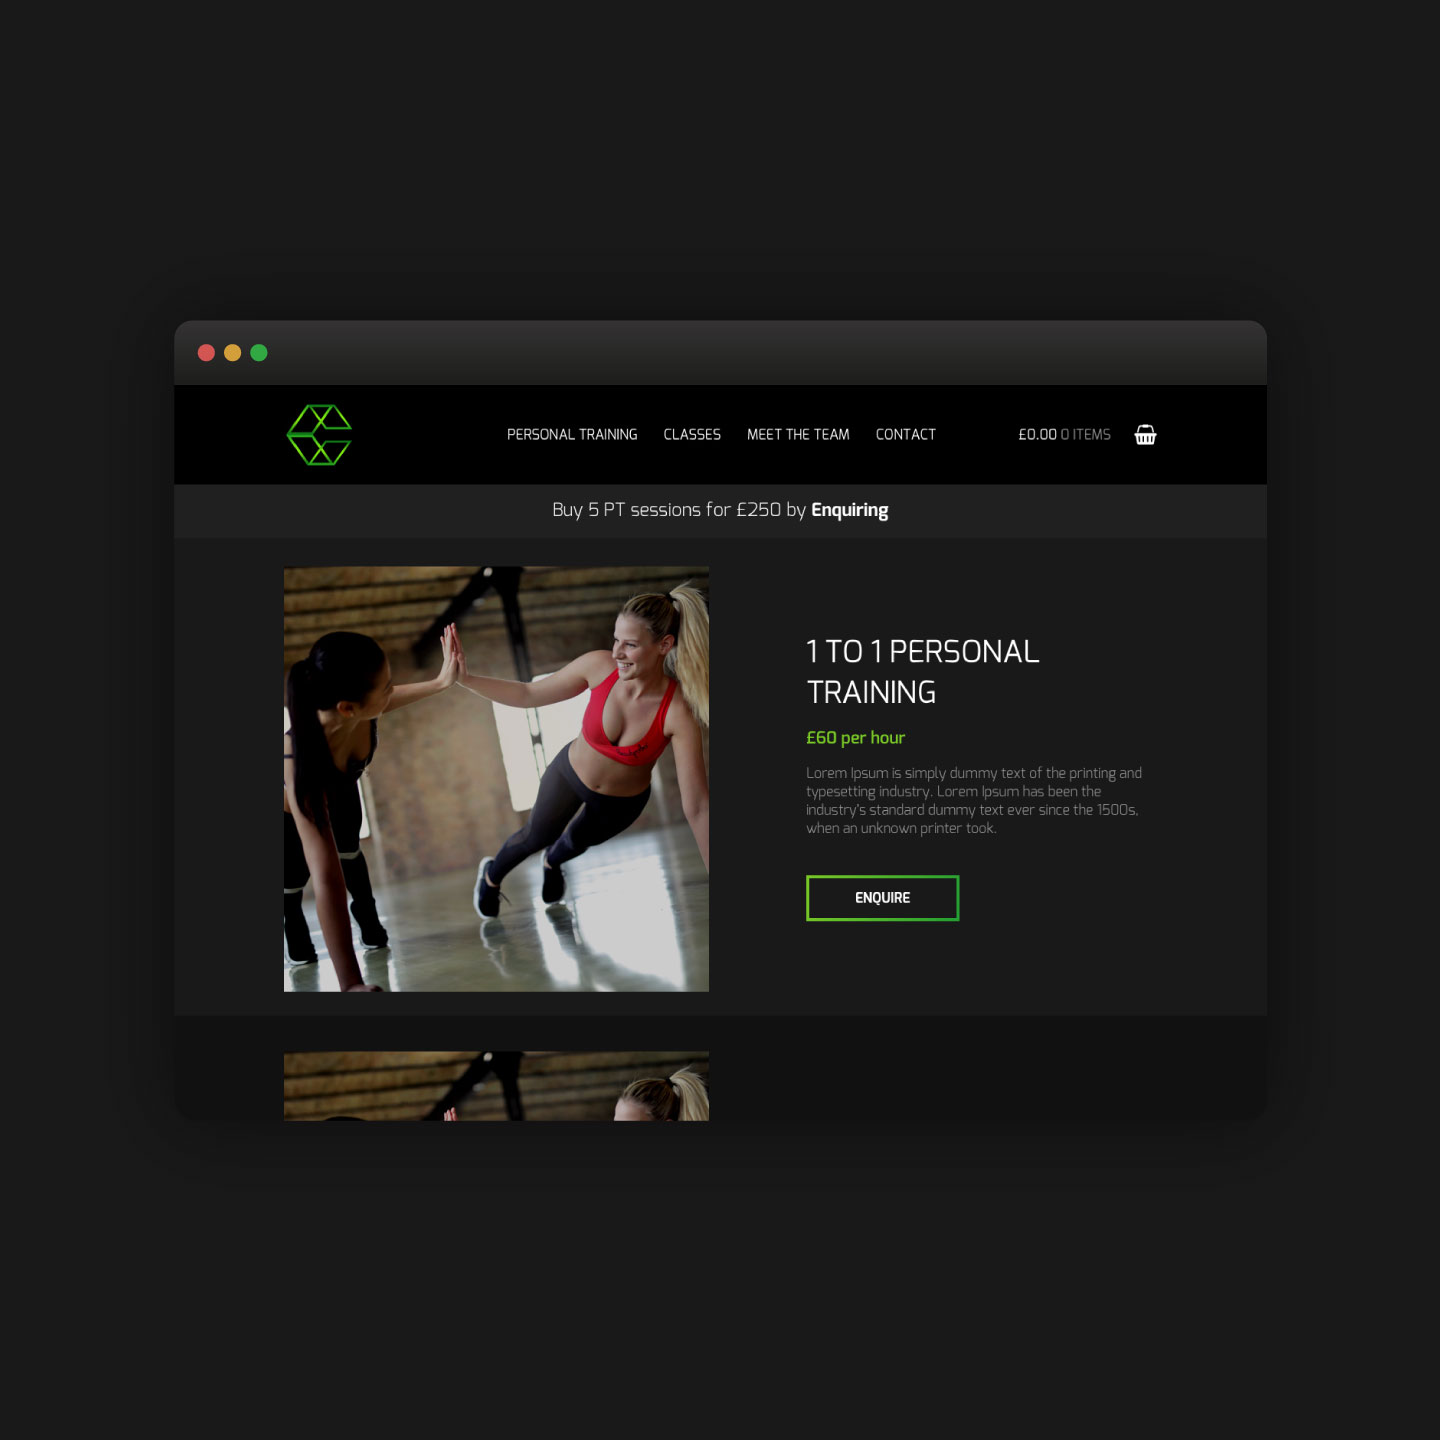 PERSONAL TRAINING CLASSES MEET THE TEAM CONTACT £0.00 0 ITEMS
Buy 5 PT sessions for £250 by Enquiring
1 TO 1 PERSONAL
TRAINING
£60 per hour
Lorem Ipsum is simply dummy text of the printing and
typesetting industry. Lorem Ipsum has been the
industry's standard dummy text ever since the 1500s,
when an unknown printer took.
ENQUIRE